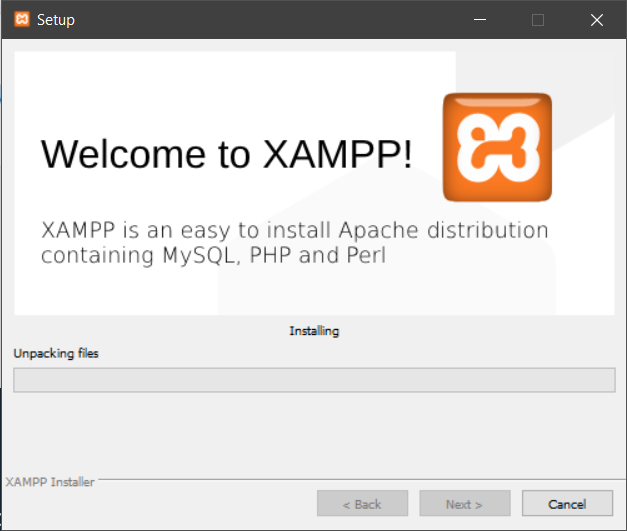 Setup
Welcome to XAMPP!
XAMPP is an easy to install Apache distribution
containing MySQL, PHP and Perl
Installing
Unpacking files
XAMPP Installer
< Back
Next >
Cancel